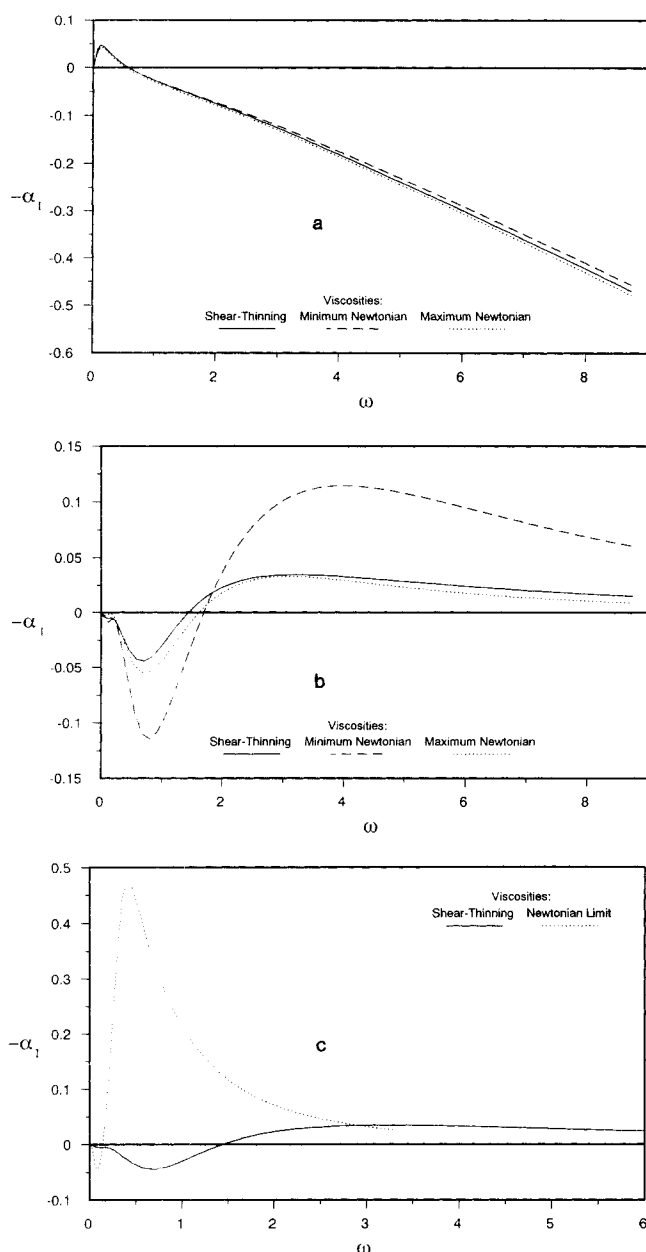 0.1
0
-0.1
-0.2
-α_I
-0.3
a
-0.4
Viscosities:
Shear-Thinning Minimum Newtonian Maximum Newtonian
-0.5
-0.6
0 2 4 6 8
ω
0.15
0.1
0.05
0
-α_I
-0.05
b
-0.1
Viscosities:
Shear-Thinning Minimum Newtonian Maximum Newtonian
-0.15
0 2 4 6 8
ω
0.5
Viscosities:
0.4
Shear-Thinning Newtonian Limit
0.3
0.2
-α_I
c
0.1
0
-0.1
0 1 2 3 4 5 6
ω